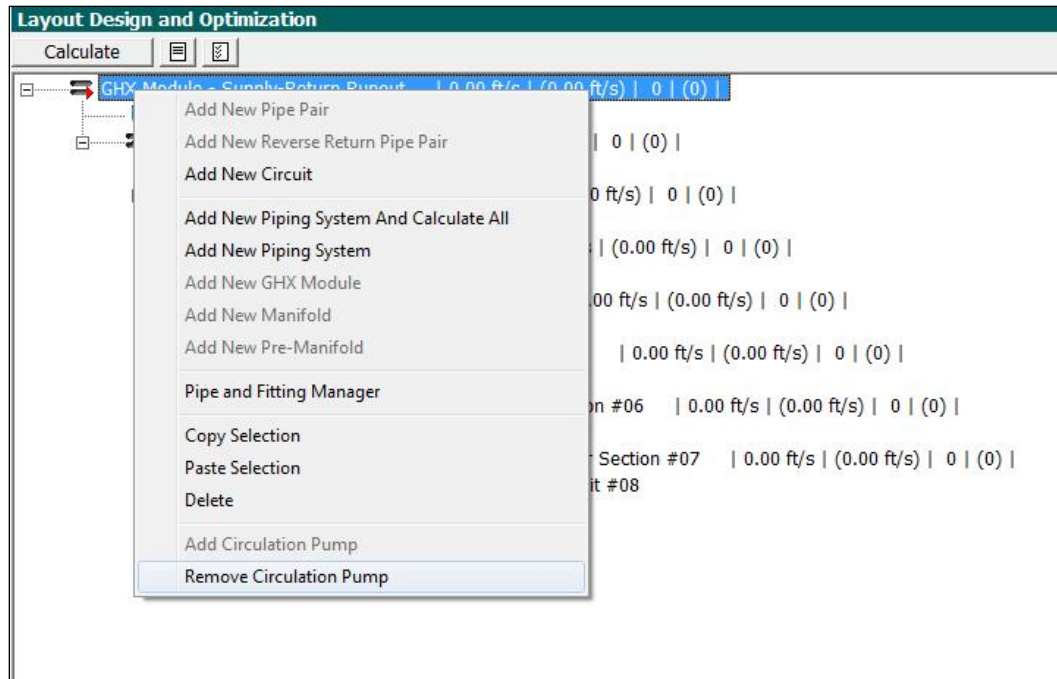 Layout Design and Optimization
Calculate
GHX Module - Supply-Return Runout | 0.00 ft/s | (0.00 ft/s) | 0 | (0) |
Add New Pipe Pair
Add New Reverse Return Pipe Pair | 0 | (0) |
Add New Circuit
0 ft/s) | 0 | (0) |
Add New Piping System And Calculate All
Add New Piping System | (0.00 ft/s) | 0 | (0) |
Add New GHX Module
.00 ft/s | (0.00 ft/s) | 0 | (0) |
Add New Manifold
Add New Pre-Manifold | 0.00 ft/s | (0.00 ft/s) | 0 | (0) |
Pipe and Fitting Manager
on #06 | 0.00 ft/s | (0.00 ft/s) | 0 | (0) |
Copy Selection
Paste Selection
r Section #07 | 0.00 ft/s | (0.00 ft/s) | 0 | (0) |
Delete
it #08
Add Circulation Pump
Remove Circulation Pump